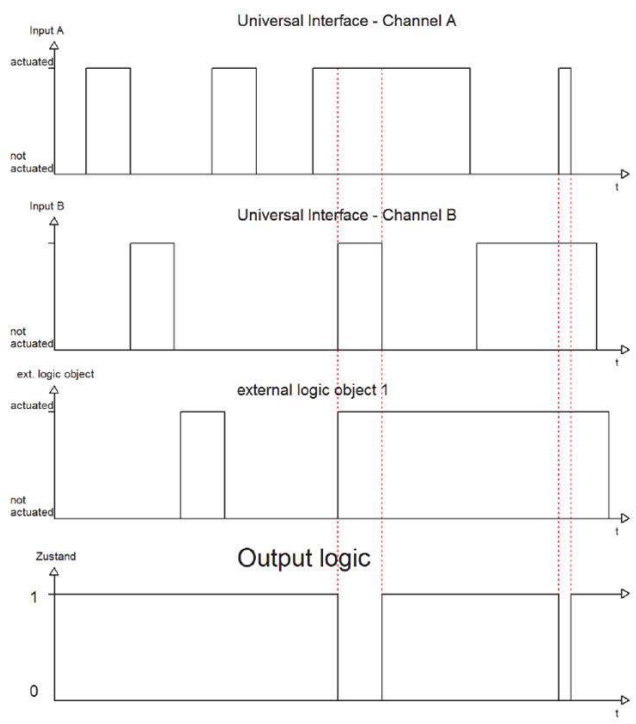 Universal Interface - Channel A
Input A
actuated
not
actuated
t
Input B
Universal Interface - Channel B
not
actuated
t
ext. logic object
external logic object 1
actuated
not
actuated
t
Zustand
Output logic
1
0
t